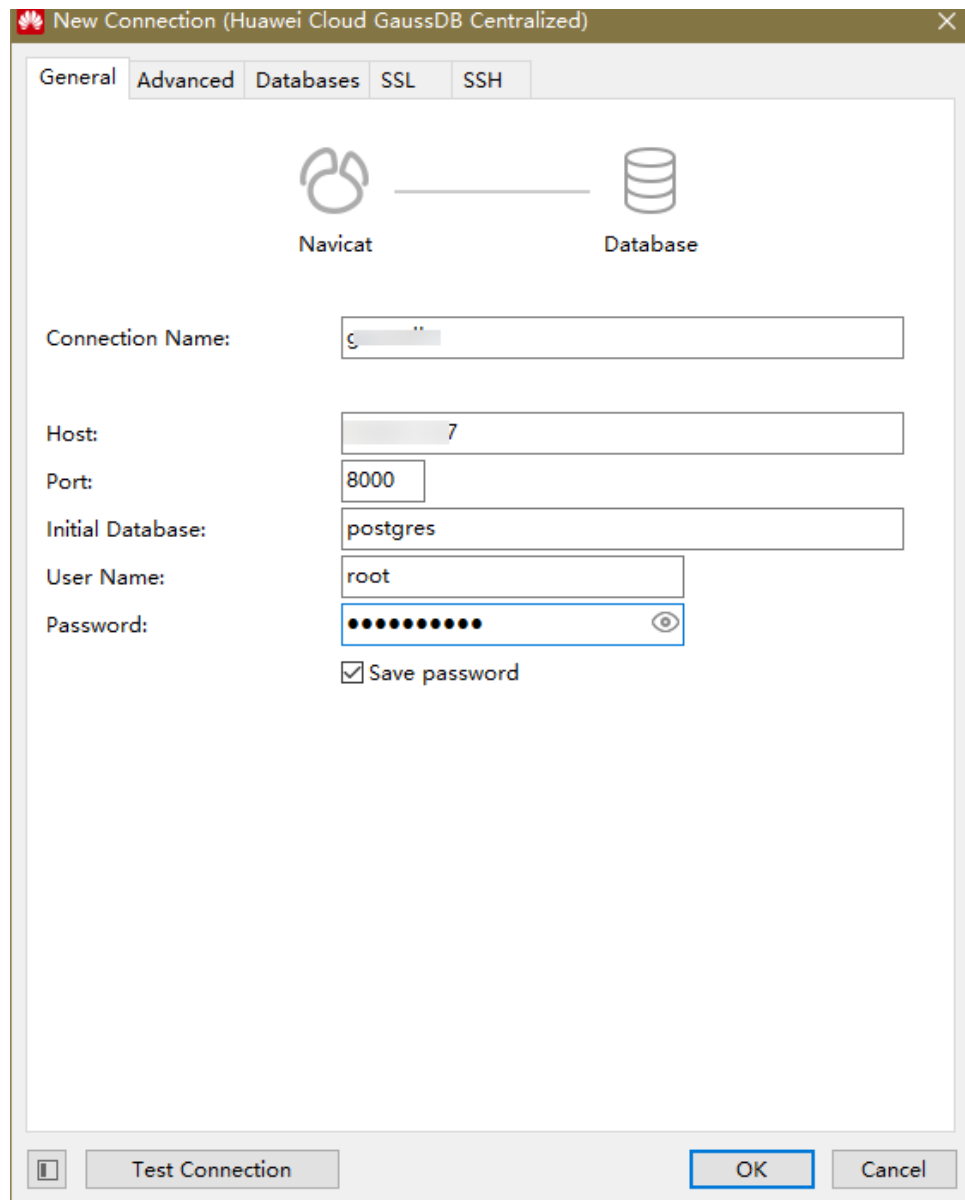 New Connection (Huawei Cloud GaussDB Centralized)
General Advanced Databases SSL SSH
Navicat Database
Connection Name:
Host: 7
Port: 8000
Initial Database: postgres
User Name: root
Password: ●●●●●●●●●●
Save password
Test Connection OK Cancel